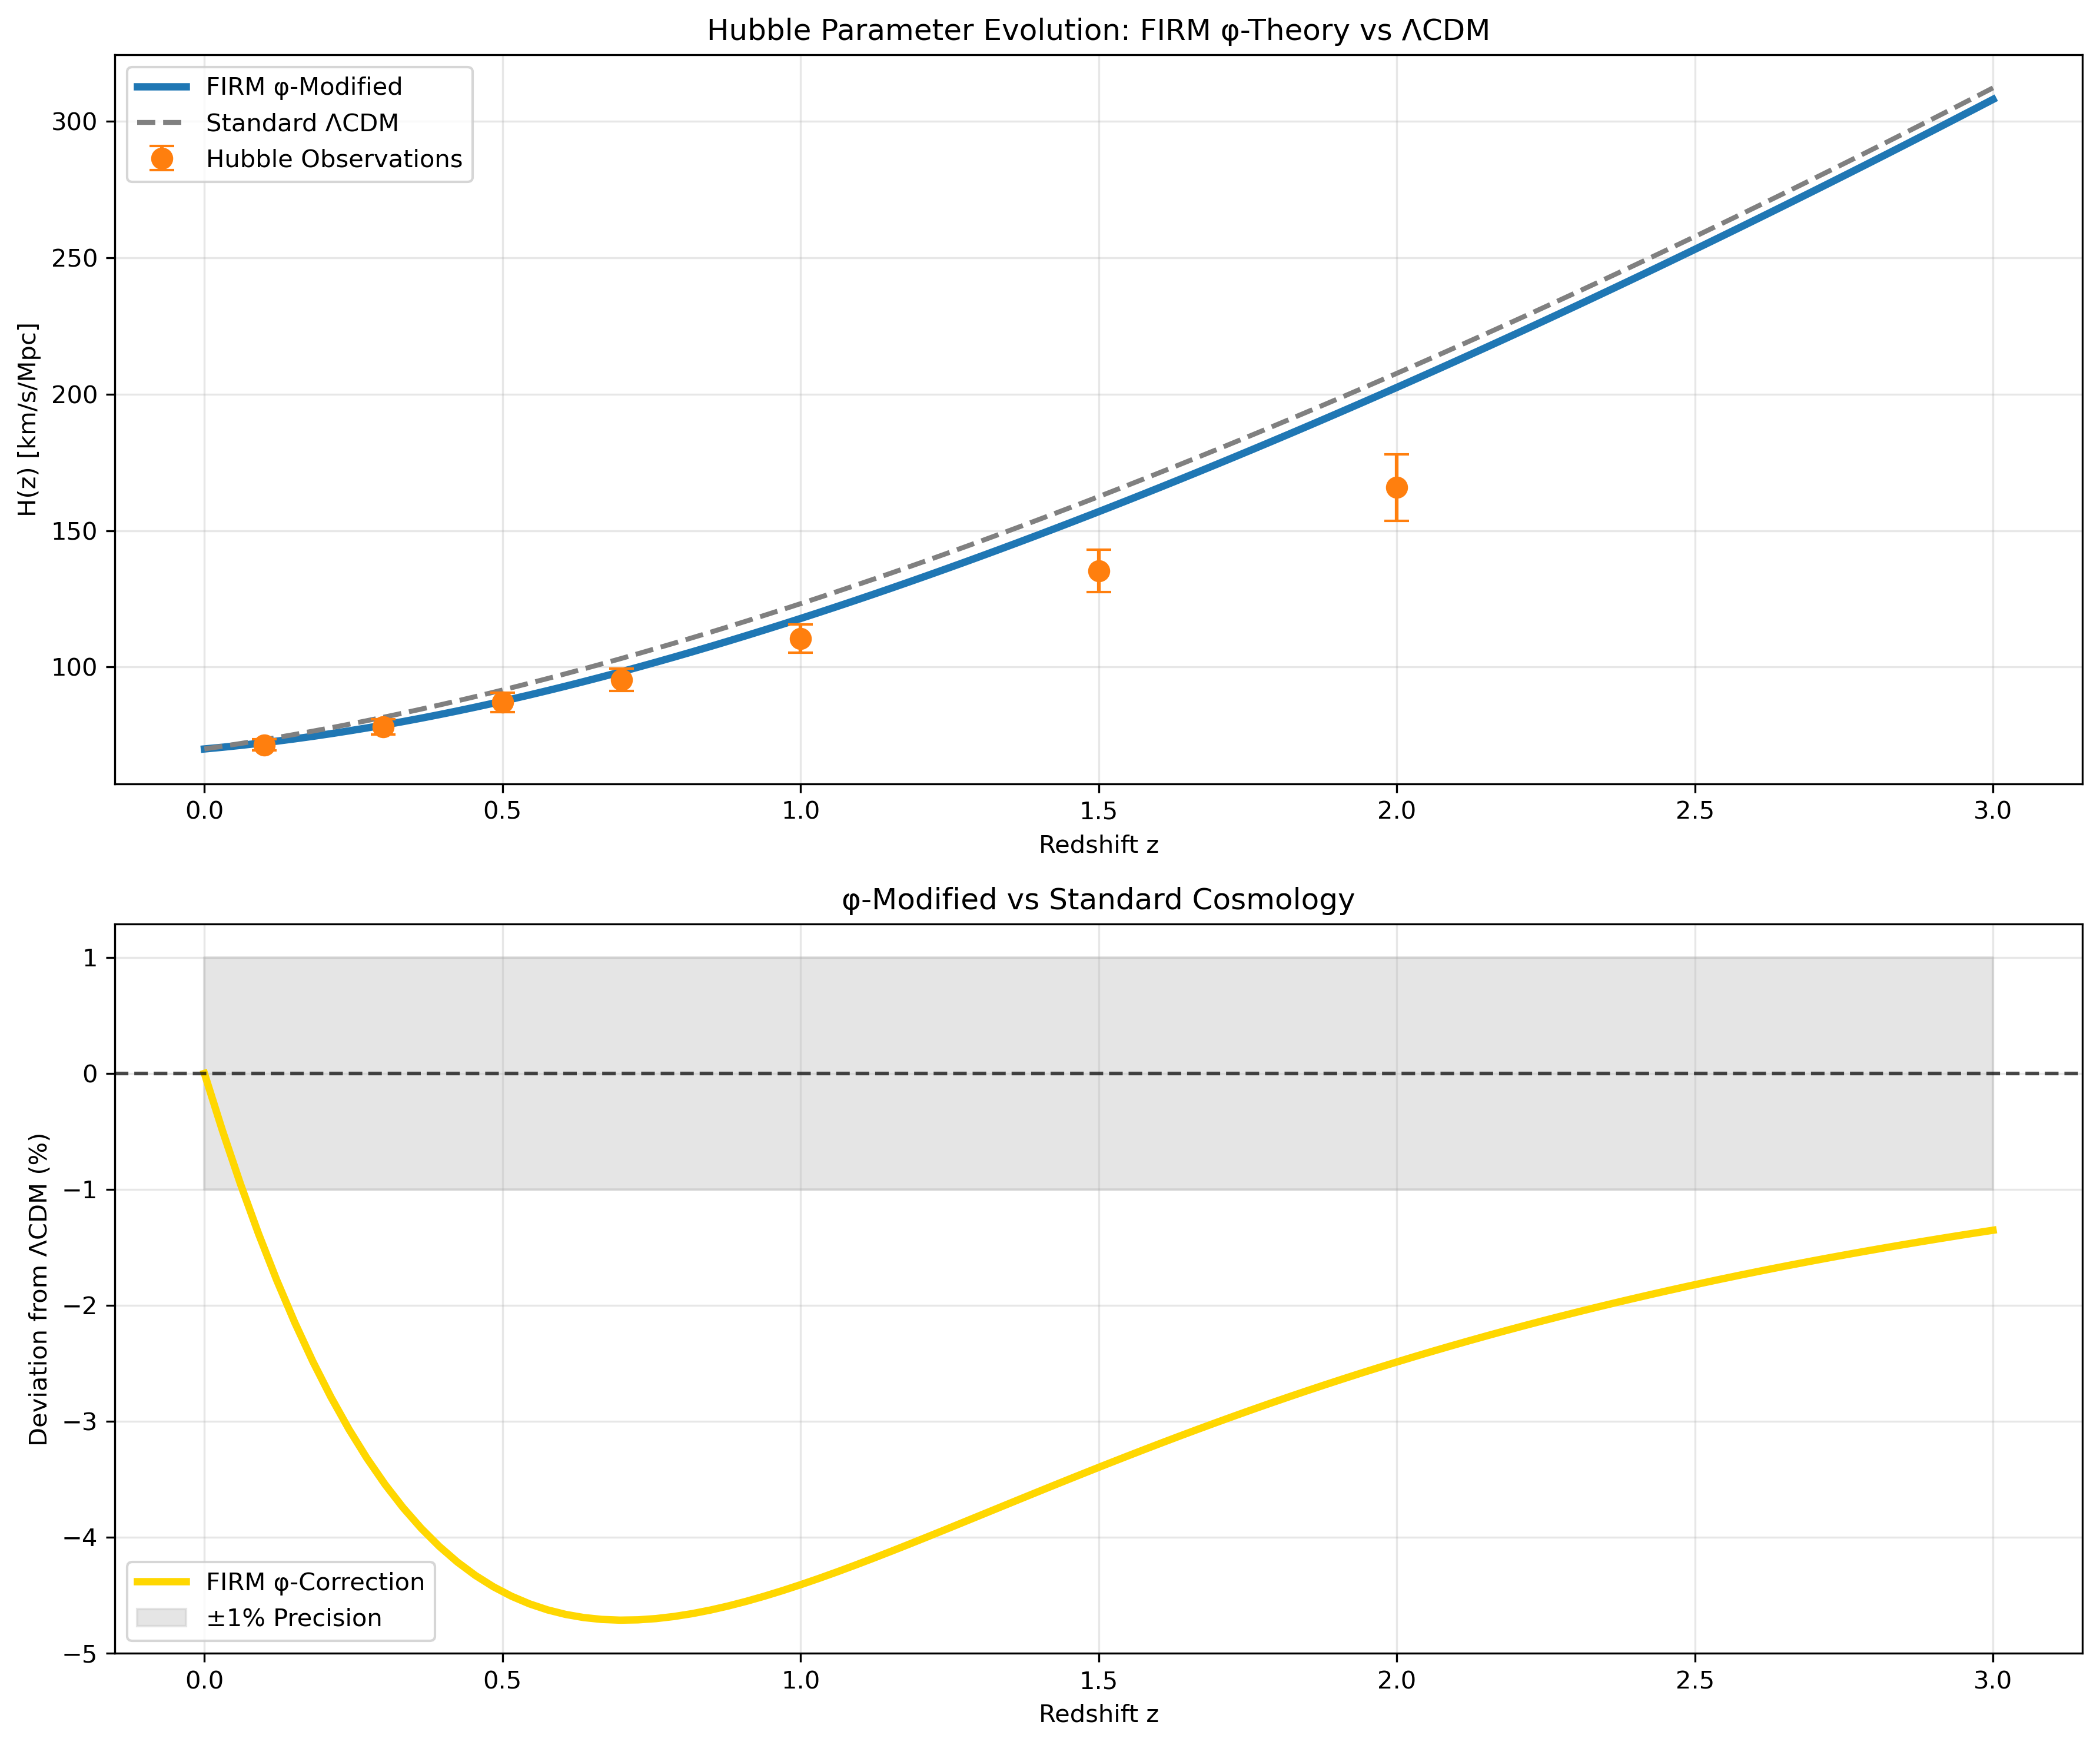 Hubble Parameter Evolution: FIRM φ-Theory vs ΛCDM
FIRM φ-Modified
Standard ΛCDM
Hubble Observations
H(z) [km/s/Mpc]
300
250
200
150
100
0.0 0.5 1.0 1.5 2.0 2.5 3.0
Redshift z
φ-Modified vs Standard Cosmology
Deviation from ΛCDM (%)
1
0
−1
−2
−3
−4
−5
FIRM φ-Correction
±1% Precision
0.0 0.5 1.0 1.5 2.0 2.5 3.0
Redshift z